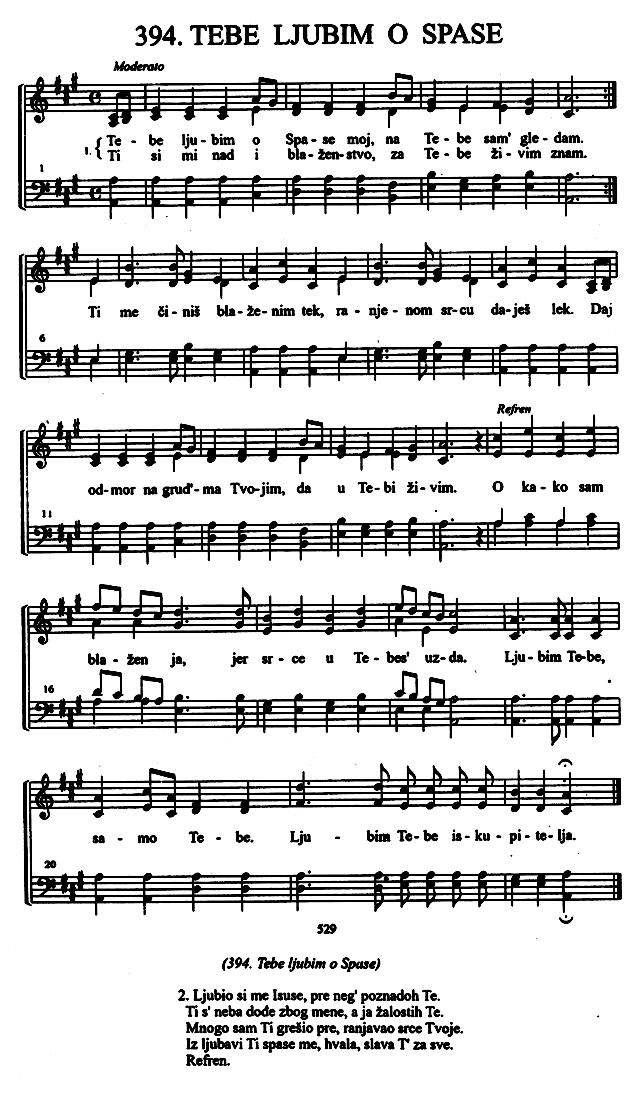 394. TEBE LJUBIM O SPASE
Moderato
1. { Te - be lju - bim o Spa - se moj, na Te - be sam' gle - dam.
Ti si mi nad i bla - žen - stvo, za Te - be ži - vim znam.
1
Ti me či - niš bla - že - nim tek, ra - nje - nom sr - cu da - ješ lek. Daj
6
Refren
od - mor na grud' - ma Tvo - jim, da u Te - bi ži - vim. O ka - ko sam
11
bla - žen ja, jer sr - ce u Te - bes' uz - da. Lju - bim Te - be,
16
sa - mo Te - be. Lju - bim Te - be is - ku - pi - te - lja.
20
529
(394. Tebe ljubim o Spase)
2. Ljubio si me Isuse, pre neg' poznadoh Te.
Ti s' neba dođe zbog mene, a ja žalostih Te.
Mnogo sam Ti grešio pre, ranjavao srce Tvoje.
Iz ljubavi Ti spase me, hvala, slava T' za sve.
Refren.